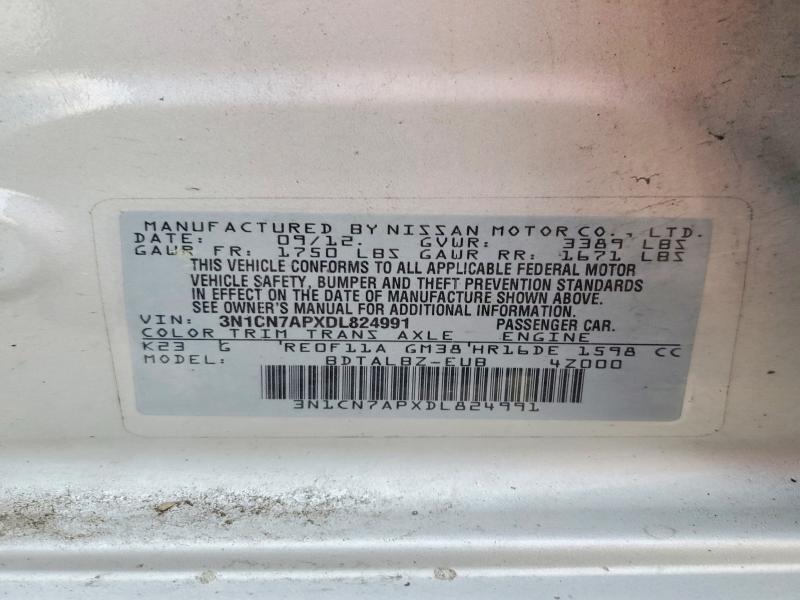 MANUFACTURED BY NISSAN MOTOR CO., LTD.
DATE: 09/12. GVWR: 3389 LBS
GAWR FR: 1750 LBS GAWR RR: 1671 LBS
THIS VEHICLE CONFORMS TO ALL APPLICABLE FEDERAL MOTOR
VEHICLE SAFETY, BUMPER AND THEFT PREVENTION STANDARDS
IN EFFECT ON THE DATE OF MANUFACTURE SHOWN ABOVE.
SEE OWNER'S MANUAL FOR ADDITIONAL INFORMATION.
VIN: 3N1CN7APXDL824991 PASSENGER CAR.
COLOR TRIM TRANS AXLE ENGINE
K23 G RE0F11A GM38 HR16DE 1598 CC
MODEL: BDTALBZ-EUB 4Z000
3N1CN7APXDL824991